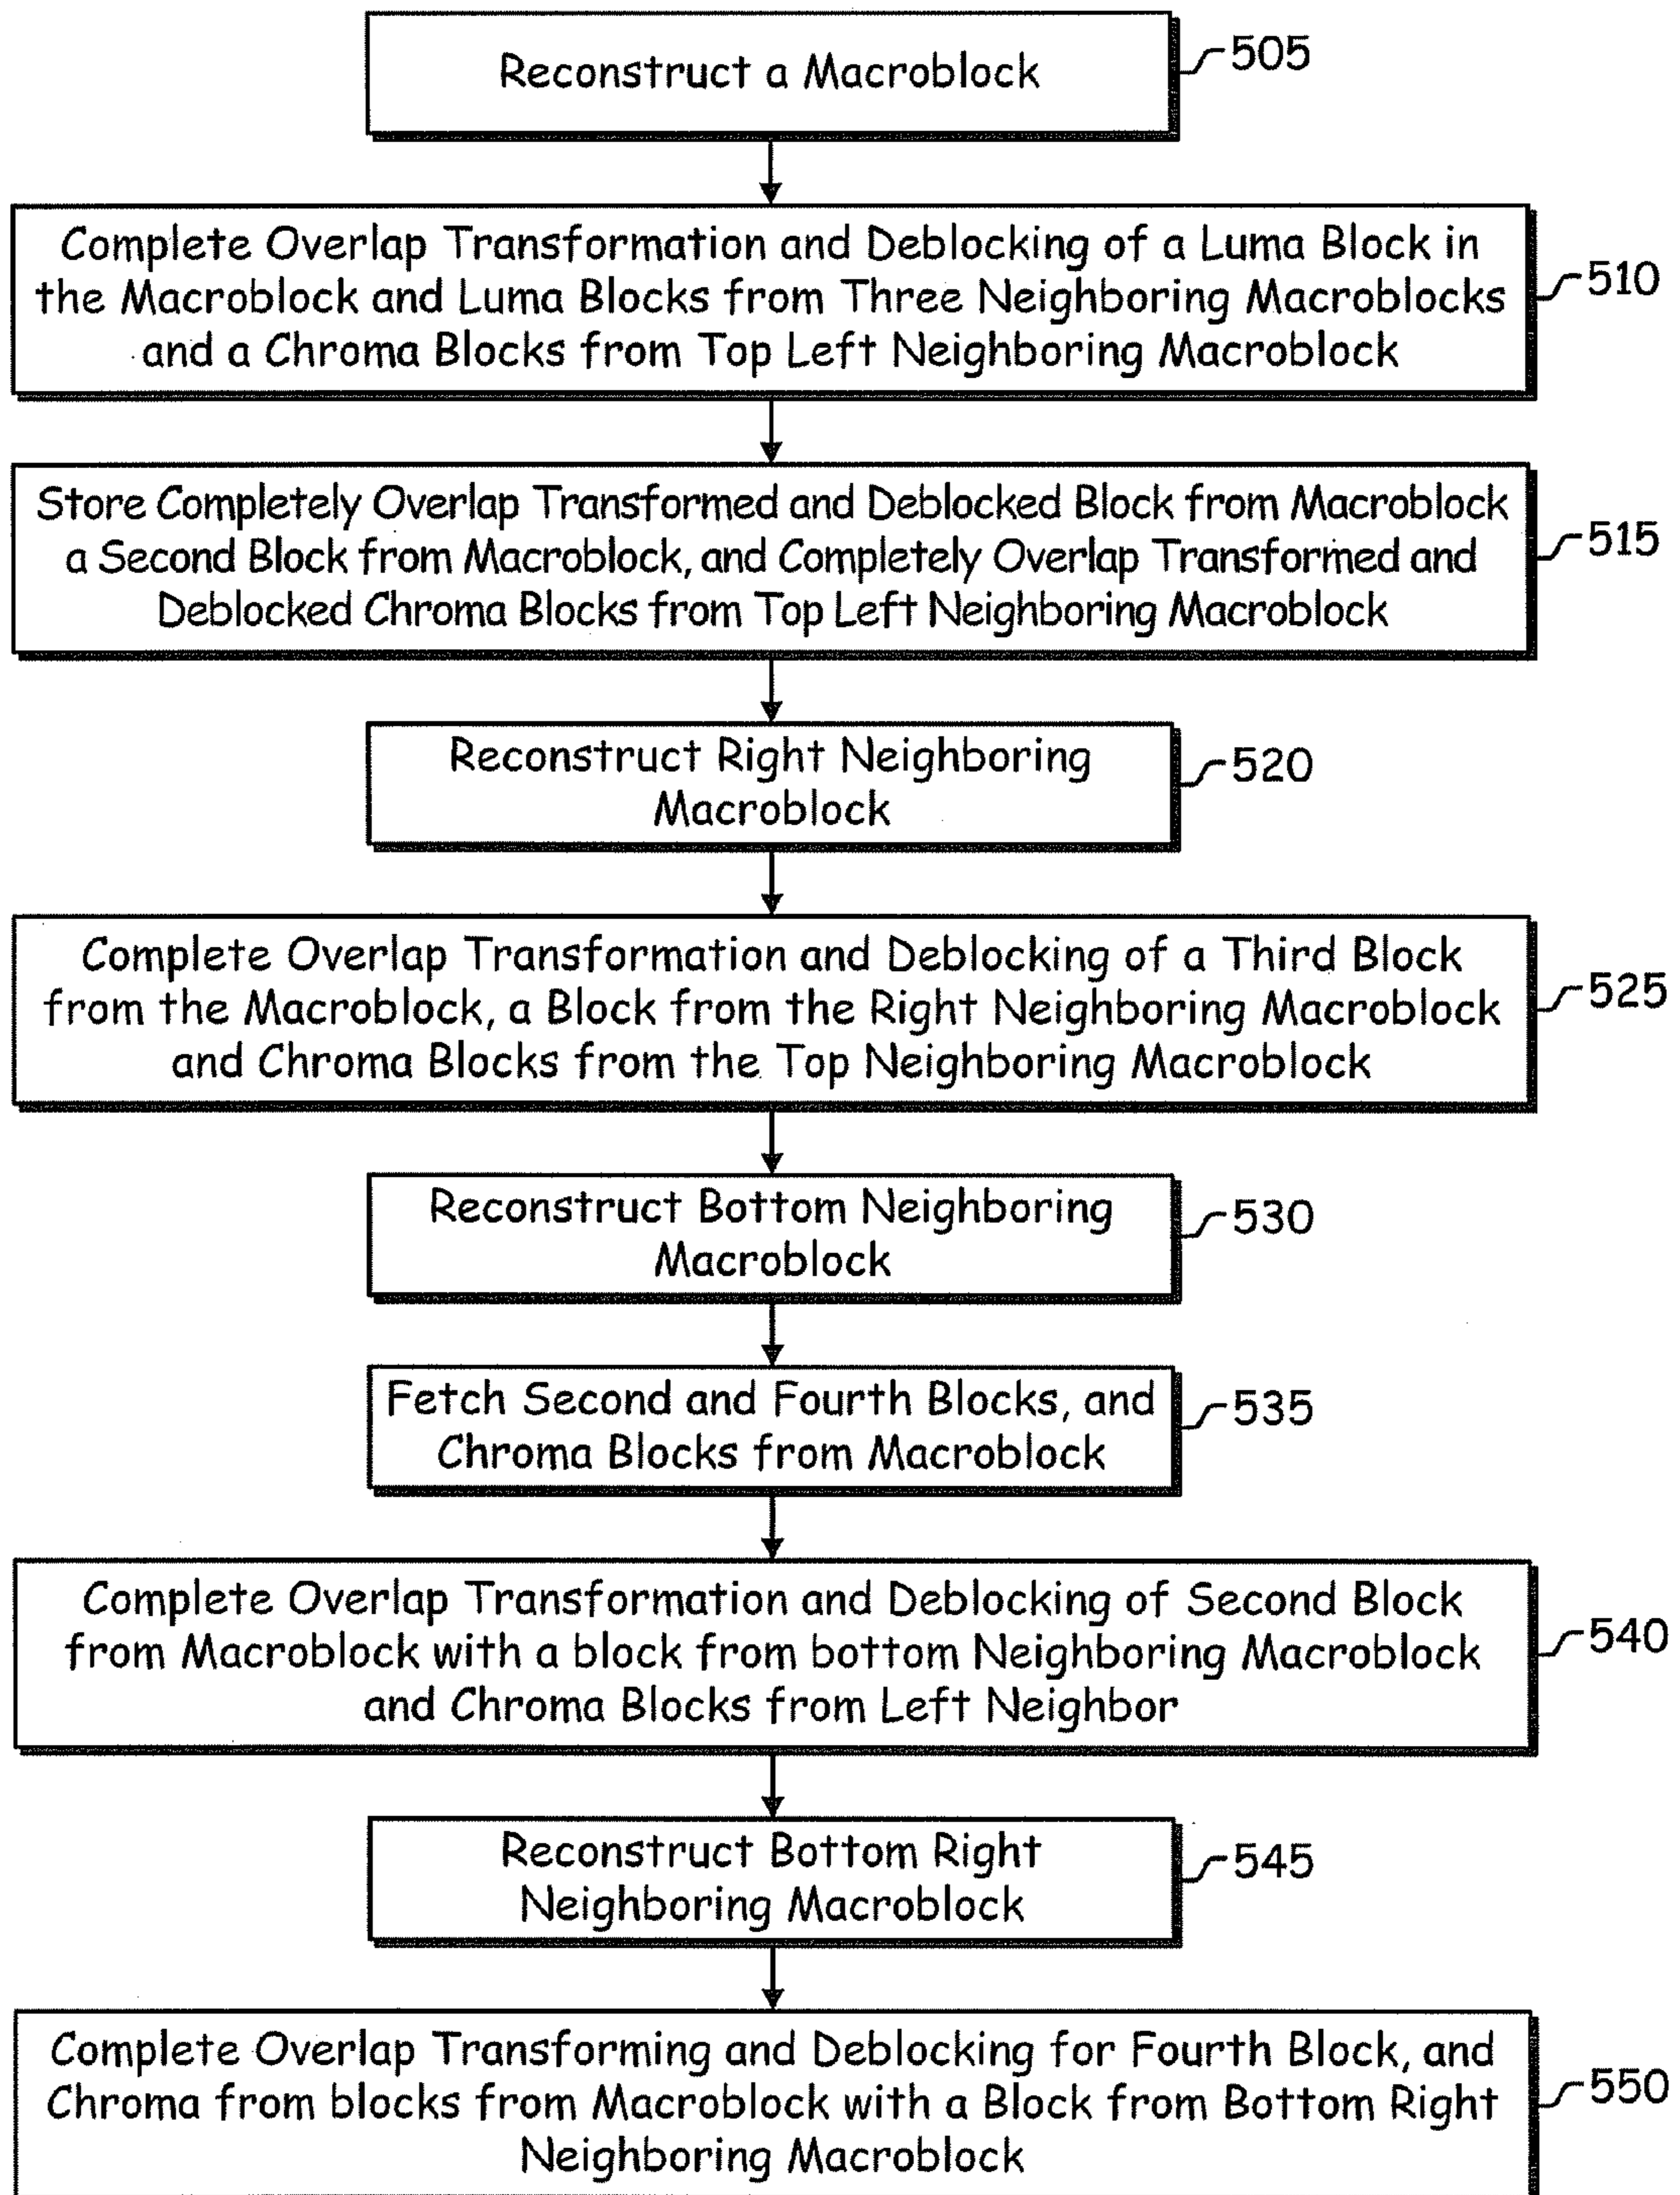 Reconstruct a Macroblock
505
Complete Overlap Transformation and Deblocking of a Luma Block in
the Macroblock and Luma Blocks from Three Neighboring Macroblocks
and a Chroma Blocks from Top Left Neighboring Macroblock
510
Store Completely Overlap Transformed and Deblocked Block from Macroblock
a Second Block from Macroblock, and Completely Overlap Transformed and
Deblocked Chroma Blocks from Top Left Neighboring Macroblock
515
Reconstruct Right Neighboring
Macroblock
520
Complete Overlap Transformation and Deblocking of a Third Block
from the Macroblock, a Block from the Right Neighboring Macroblock
and Chroma Blocks from the Top Neighboring Macroblock
525
Reconstruct Bottom Neighboring
Macroblock
530
Fetch Second and Fourth Blocks, and
Chroma Blocks from Macroblock
535
Complete Overlap Transformation and Deblocking of Second Block
from Macroblock with a block from bottom Neighboring Macroblock
and Chroma Blocks from Left Neighbor
540
Reconstruct Bottom Right
Neighboring Macroblock
545
Complete Overlap Transforming and Deblocking for Fourth Block, and
Chroma from blocks from Macroblock with a Block from Bottom Right
Neighboring Macroblock
550